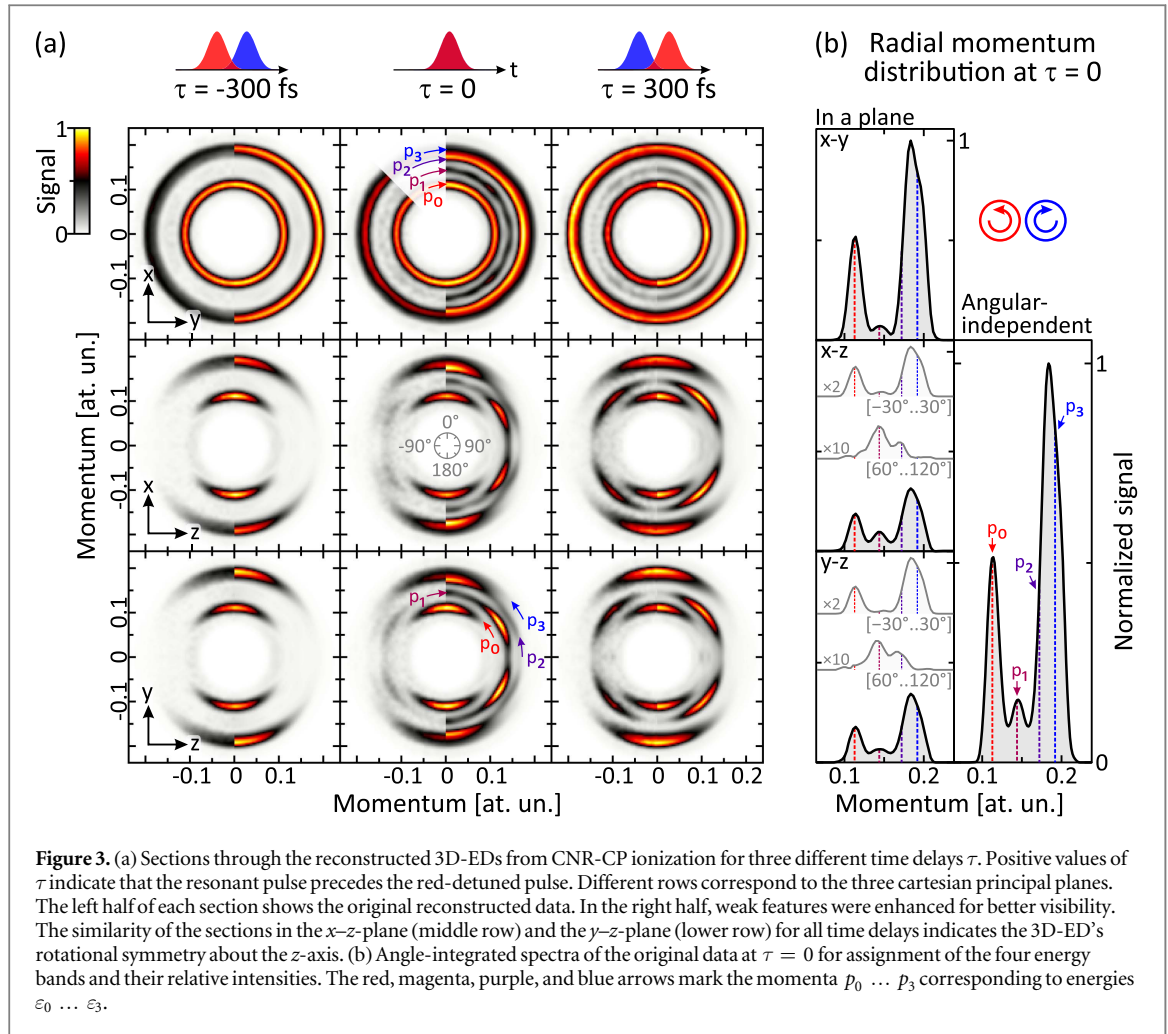 (a)
τ = -300 fs
τ = 0
t
τ = 300 fs
(b) Radial momentum
distribution at τ = 0
Signal
1
0
Momentum [at. un.]
0.1
0
-0.1
x
y
p3
p2
p1
p0
0.1
0
-0.1
x
z
0°
-90° 90°
180°
0.1
0
-0.1
y
z
p1
p0
p3
p2
-0.1 0 0.1 -0.1 0 0.1 -0.1 0 0.1 0.2
Momentum [at. un.]
In a plane
x-y
1
Angular-
independent
x-z
×2
[−30°..30°]
×10
[60°..120°]
y-z
×2
[−30°..30°]
×10
[60°..120°]
1
p3
p0
p2
p1
0
Normalized signal
0.1 0.2 0.1 0.2
Momentum [at. un.]
Figure 3. (a) Sections through the reconstructed 3D-EDs from CNR-CP ionization for three different time delays τ. Positive values of
τ indicate that the resonant pulse precedes the red-detuned pulse. Different rows correspond to the three cartesian principal planes.
The left half of each section shows the original reconstructed data. In the right half, weak features were enhanced for better visibility.
The similarity of the sections in the x–z-plane (middle row) and the y–z-plane (lower row) for all time delays indicates the 3D-ED's
rotational symmetry about the z-axis. (b) Angle-integrated spectra of the original data at τ = 0 for assignment of the four energy
bands and their relative intensities. The red, magenta, purple, and blue arrows mark the momenta p0 … p3 corresponding to energies
ε0 … ε3.